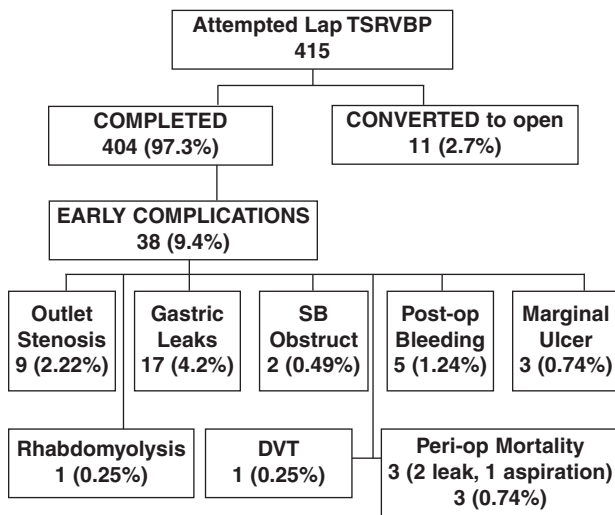 Attempted Lap TSRVBP
415
COMPLETED
404 (97.3%)
CONVERTED to open
11 (2.7%)
EARLY COMPLICATIONS
38 (9.4%)
Outlet
Stenosis
9 (2.22%)
Gastric
Leaks
17 (4.2%)
SB
Obstruct
2 (0.49%)
Post-op
Bleeding
5 (1.24%)
Marginal
Ulcer
3 (0.74%)
Rhabdomyolysis
1 (0.25%)
DVT
1 (0.25%)
Peri-op Mortality
3 (2 leak, 1 aspiration)
3 (0.74%)